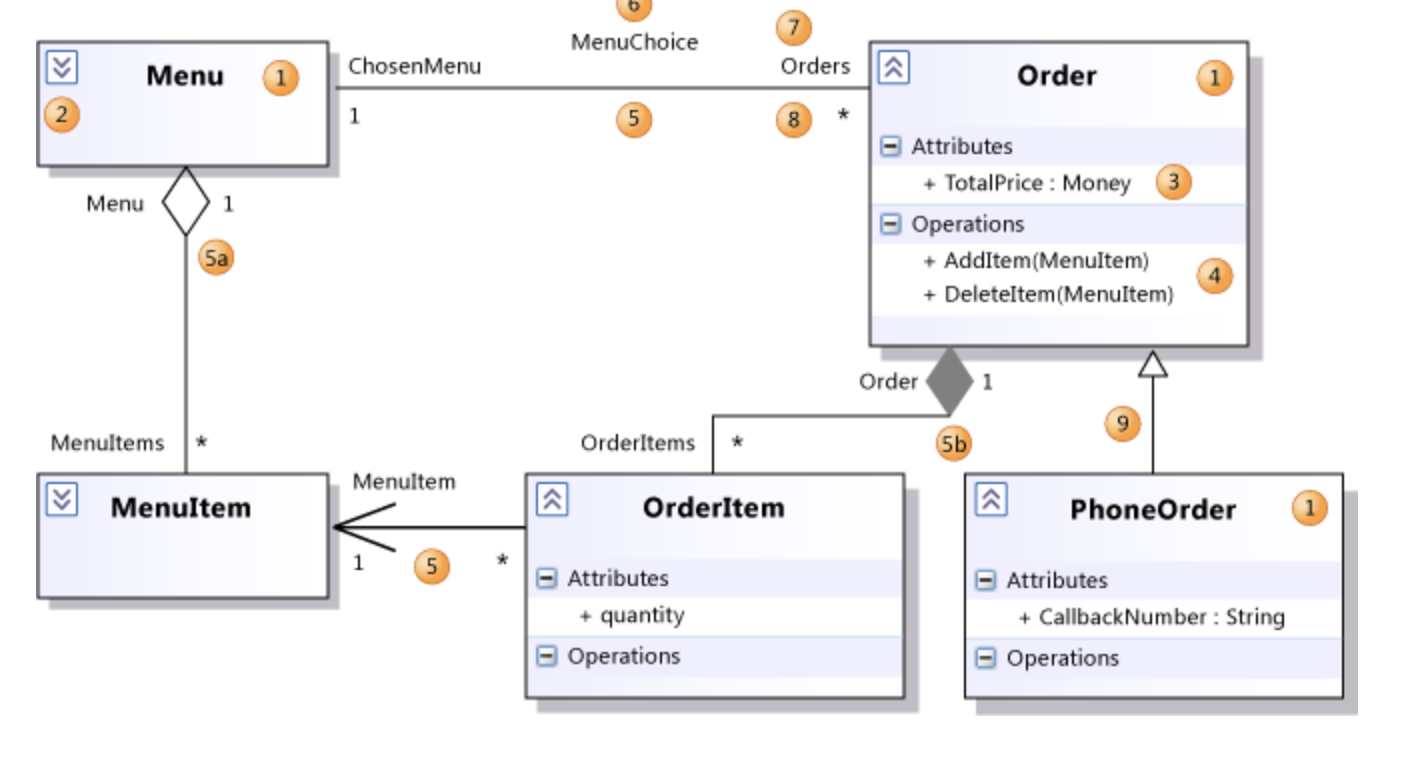 6
7
MenuChoice
Menu 1
ChosenMenu
Orders
Order 1
2
1
5
8 *
Attributes
+ TotalPrice : Money 3
Menu 1
Operations
5a
+ AddItem(MenuItem)
4
+ DeleteItem(MenuItem)
Order 1
9
MenuItems *
OrderItems *
5b
MenuItem
MenuItem
OrderItem
PhoneOrder 1
1
5
*
Attributes
+ quantity
Operations
Attributes
+ CallbackNumber : String
Operations